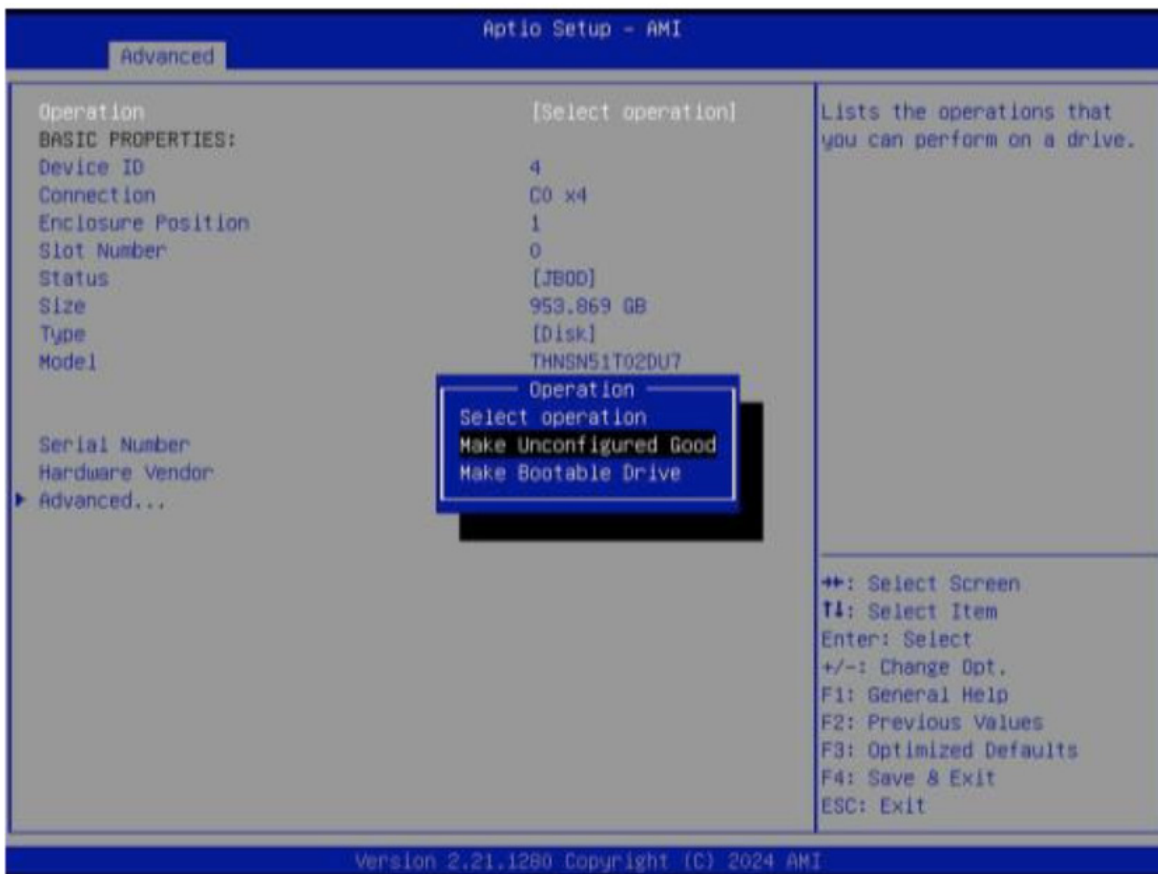 Aptio Setup - AMI
Advanced
Operation [Select operation]
BASIC PROPERTIES:
Device ID 4
Connection C0 x4
Enclosure Position 1
Slot Number 0
Status [JBOD]
Size 953.869 GB
Type [Disk]
Model THNSN51T02DU7
Serial Number
Hardware Vendor
Advanced...
Operation
Select operation
Make Unconfigured Good
Make Bootable Drive
Lists the operations that
you can perform on a drive.
→←: Select Screen
↑↓: Select Item
Enter: Select
+/-: Change Opt.
F1: General Help
F2: Previous Values
F3: Optimized Defaults
F4: Save & Exit
ESC: Exit
Version 2.21.1280 Copyright (C) 2024 AMI